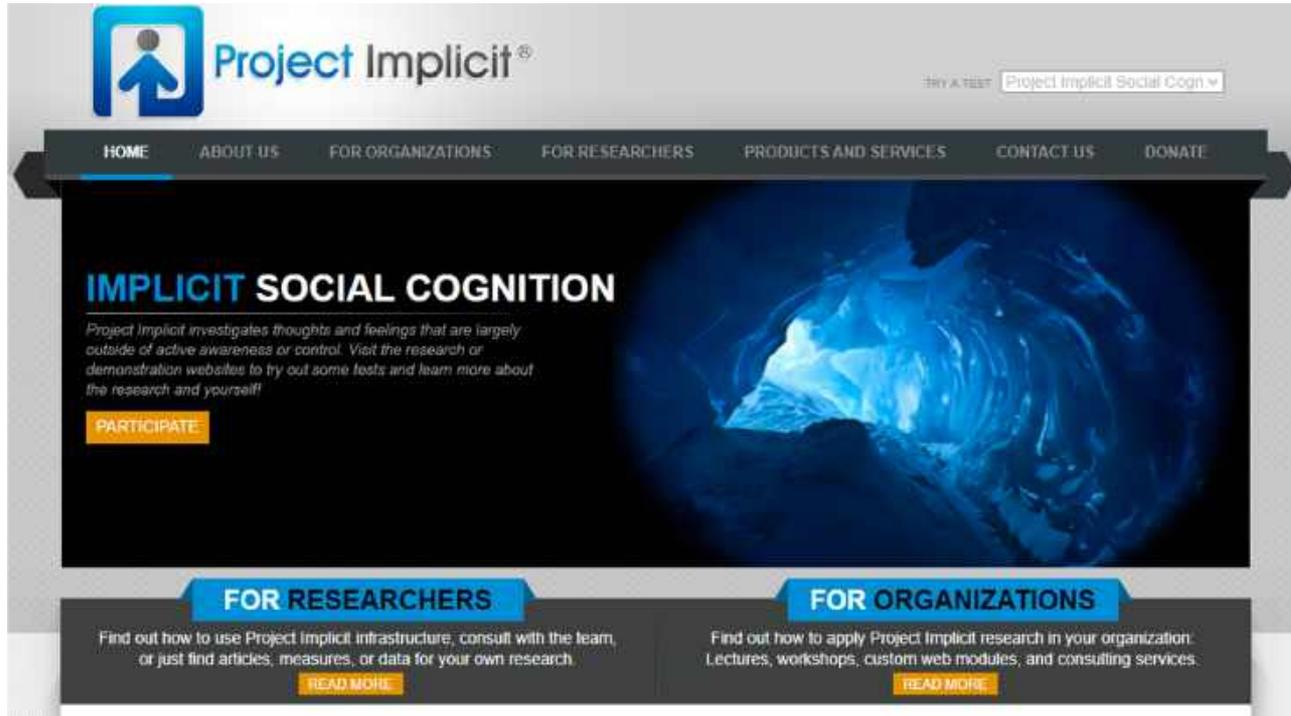 Project Implicit®
TRY A TEST Project Implicit Social Cogn
HOME ABOUT US FOR ORGANIZATIONS FOR RESEARCHERS PRODUCTS AND SERVICES CONTACT US DONATE
IMPLICIT SOCIAL COGNITION
Project Implicit investigates thoughts and feelings that are largely
outside of active awareness or control. Visit the research or
demonstration websites to try out some tests and learn more about
the research and yourself!
PARTICIPATE
FOR RESEARCHERS
Find out how to use Project Implicit infrastructure, consult with the team,
or just find articles, measures, or data for your own research.
READ MORE
FOR ORGANIZATIONS
Find out how to apply Project Implicit research in your organization:
Lectures, workshops, custom web modules, and consulting services.
READ MORE